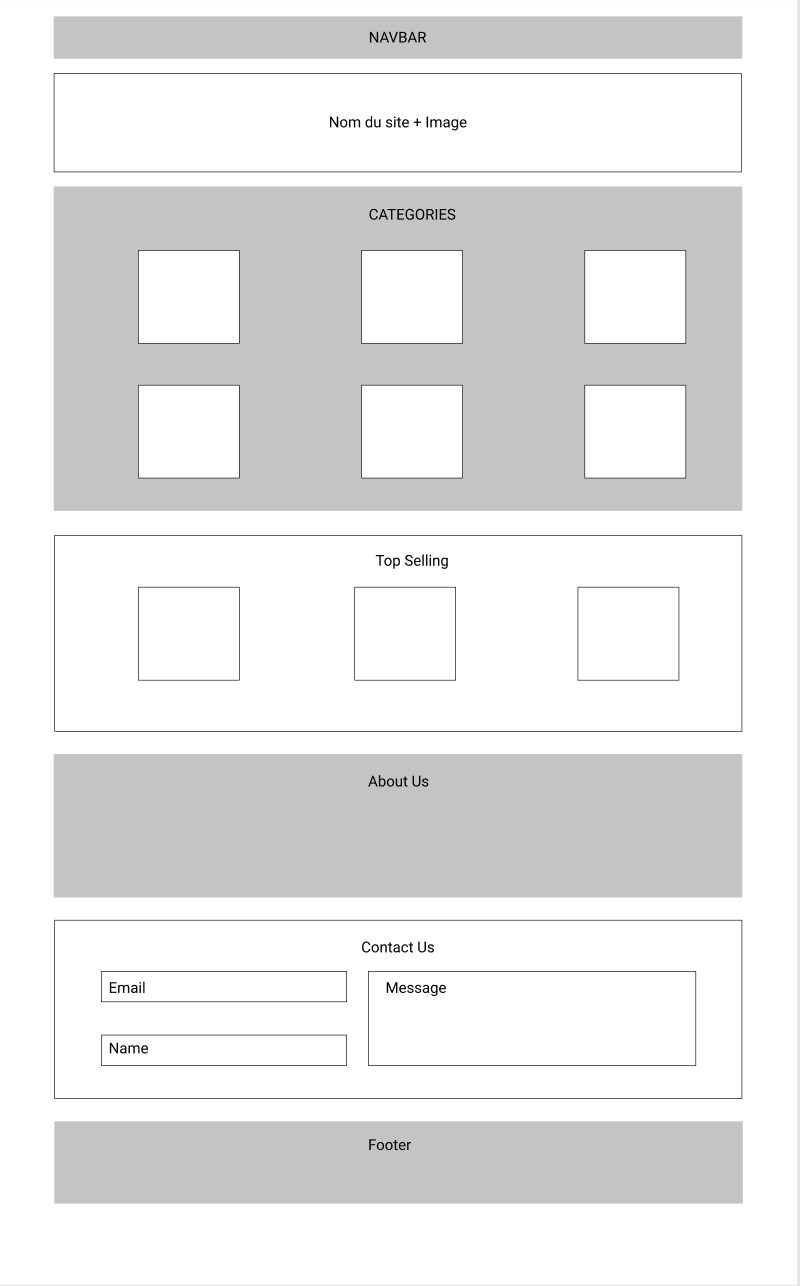 NAVBAR
Nom du site + Image
CATEGORIES
Top Selling
About Us
Contact Us
Email
Message
Name
Footer